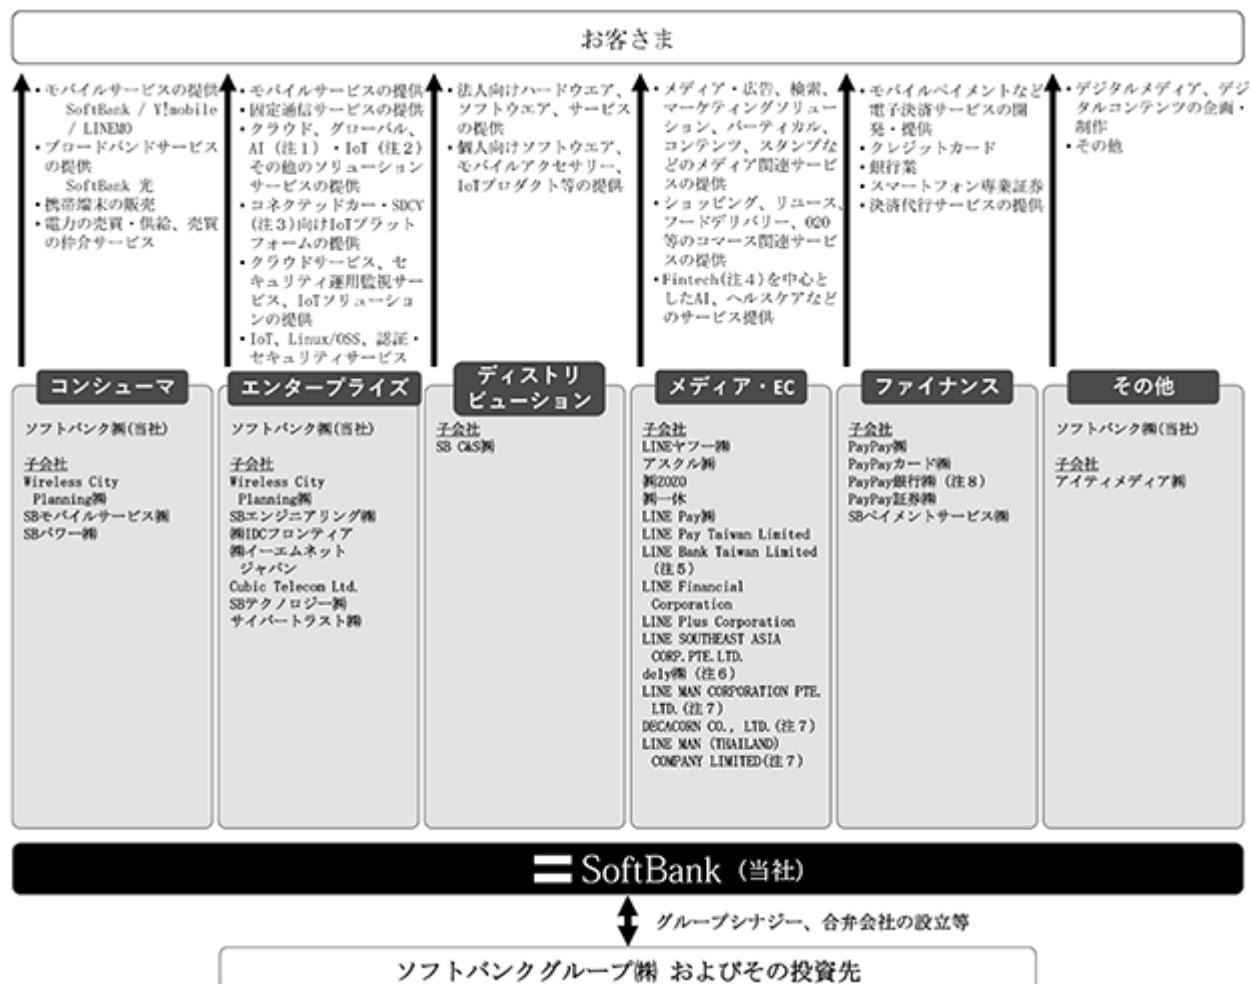 お客さま
・モバイルサービスの提供
SoftBank / Y!mobile
/ LINEMO
・ブロードバンドサービス
の提供
SoftBank 光
・携帯端末の販売
・電力の売買・供給、売買
の仲介サービス
・モバイルサービスの提供
・固定通信サービスの提供
・クラウド、グローバル、
AI（注１）・IoT（注２）
その他のソリューション
サービスの提供
・コネクテッドカー・SDCV
(注３)向けIoTプラット
フォームの提供
・クラウドサービス、セ
キュリティ運用監視サー
ビス、IoTソリューショ
ンの提供
・IoT、Linux/OSS、認証・
セキュリティサービス
・法人向けハードウエア、
ソフトウエア、サービス
の提供
・個人向けソフトウエア、
モバイルアクセサリー、
IoTプロダクト等の提供
・メディア・広告、検索、
マーケティングソリュー
ション、バーティカル、
コンテンツ、スタンプな
どのメディア関連サービ
スの提供
・ショッピング、リユース、
フードデリバリー、O2O
等のコマース関連サービ
スの提供
・Fintech(注４)を中心と
したAI、ヘルスケアなど
のサービス提供
・モバイルペイメントなど
電子決済サービスの開
発・提供
・クレジットカード
・銀行業
・スマートフォン専業証券
・決済代行サービスの提供
・デジタルメディア、デジ
タルコンテンツの企画・
制作
・その他
コンシューマ
ソフトバンク㈱(当社)
子会社
Wireless City
Planning㈱
SBモバイルサービス㈱
SBパワー㈱
エンタープライズ
ソフトバンク㈱(当社)
子会社
Wireless City
Planning㈱
SBエンジニアリング㈱
㈱IDCフロンティア
㈱イーエムネット
ジャパン
Cubic Telecom Ltd.
SBテクノロジー㈱
サイバートラスト㈱
ディストリ
ビューション
子会社
SB C&S㈱
メディア・EC
子会社
LINEヤフー㈱
アスクル㈱
㈱ZOZO
㈱一休
LINE Pay㈱
LINE Pay Taiwan Limited
LINE Bank Taiwan Limited
（注５）
LINE Financial
Corporation
LINE Plus Corporation
LINE SOUTHEAST ASIA
CORP.PTE.LTD.
dely㈱（注６）
LINE MAN CORPORATION PTE.
LTD.(注７)
DECACORN CO., LTD.(注７)
LINE MAN (THAILAND)
COMPANY LIMITED(注７)
ファイナンス
子会社
PayPay㈱
PayPayカード㈱
PayPay銀行㈱（注８）
PayPay証券㈱
SBペイメントサービス㈱
その他
ソフトバンク㈱(当社)
子会社
アイティメディア㈱
SoftBank（当社）
グループシナジー、合弁会社の設立等
ソフトバンクグループ㈱ およびその投資先